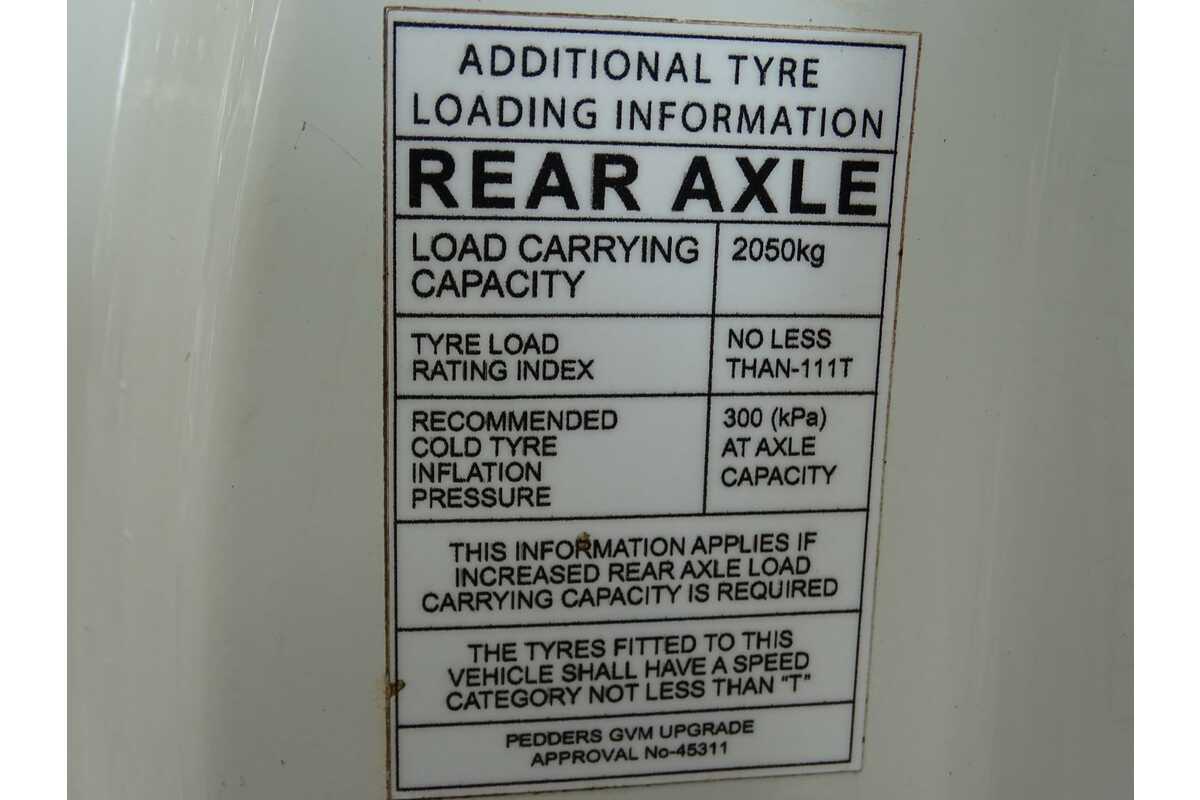 ADDITIONAL TYRE
LOADING INFORMATION
REAR AXLE
LOAD CARRYING
CAPACITY
2050kg
TYRE LOAD
RATING INDEX
NO LESS
THAN-111T
RECOMMENDED
COLD TYRE
INFLATION
PRESSURE
300 (kPa)
AT AXLE
CAPACITY
THIS INFORMATION APPLIES IF
INCREASED REAR AXLE LOAD
CARRYING CAPACITY IS REQUIRED
THE TYRES FITTED TO THIS
VEHICLE SHALL HAVE A SPEED
CATEGORY NOT LESS THAN "T"
PEDDERS GVM UPGRADE
APPROVAL No-45311